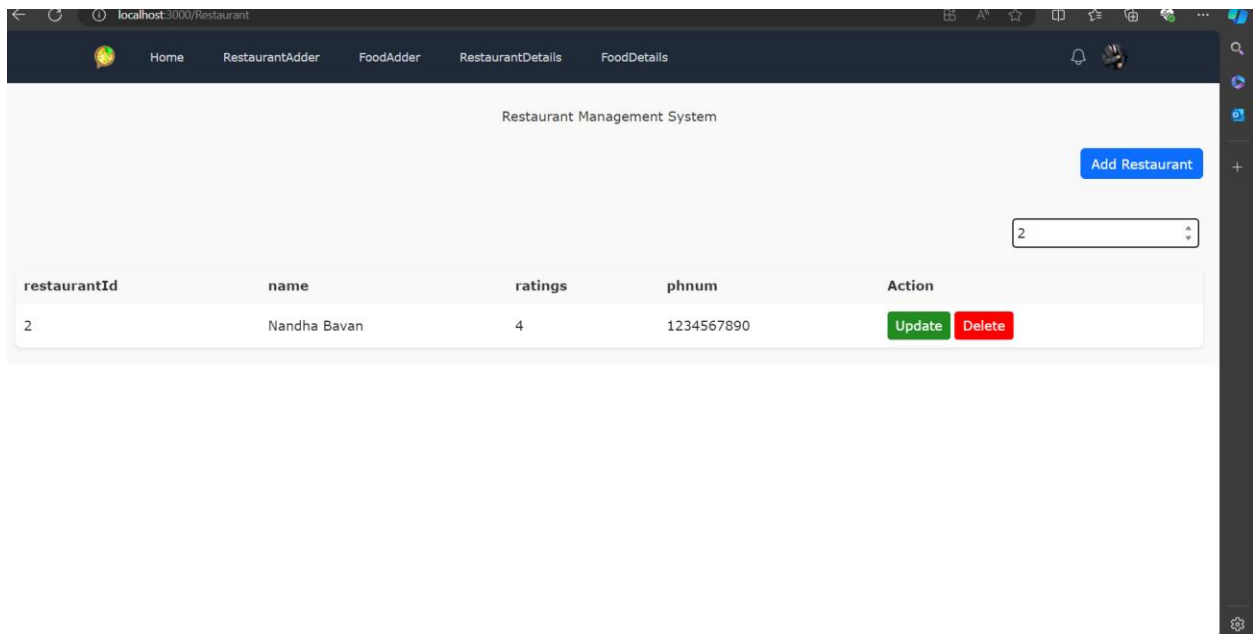 localhost:3000/Restaurant
Home RestaurantAdder FoodAdder RestaurantDetails FoodDetails
Restaurant Management System
Add Restaurant
2
restaurantId name ratings phnum Action
2 Nandha Bavan 4 1234567890 Update Delete